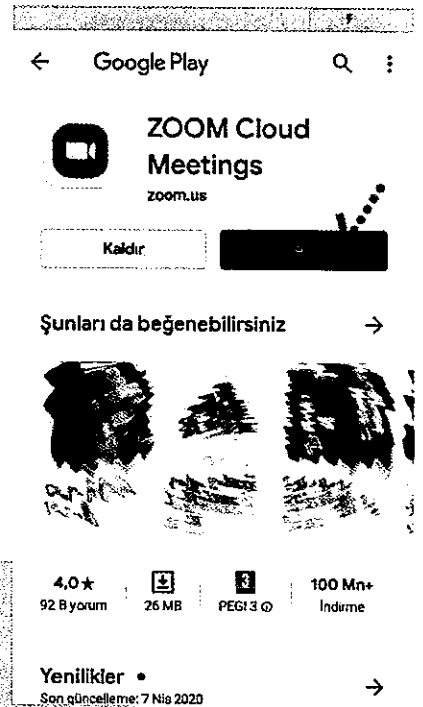 Google Play
ZOOM Cloud
Meetings
zoom.us
Kaldır
Şunları da beğenebilirsiniz
4,0★
92 B yorum
26 MB
3
PEGI 3
100 Mn+
İndirme
Yenilikler •
Son güncelleme: 7 Nis 2020